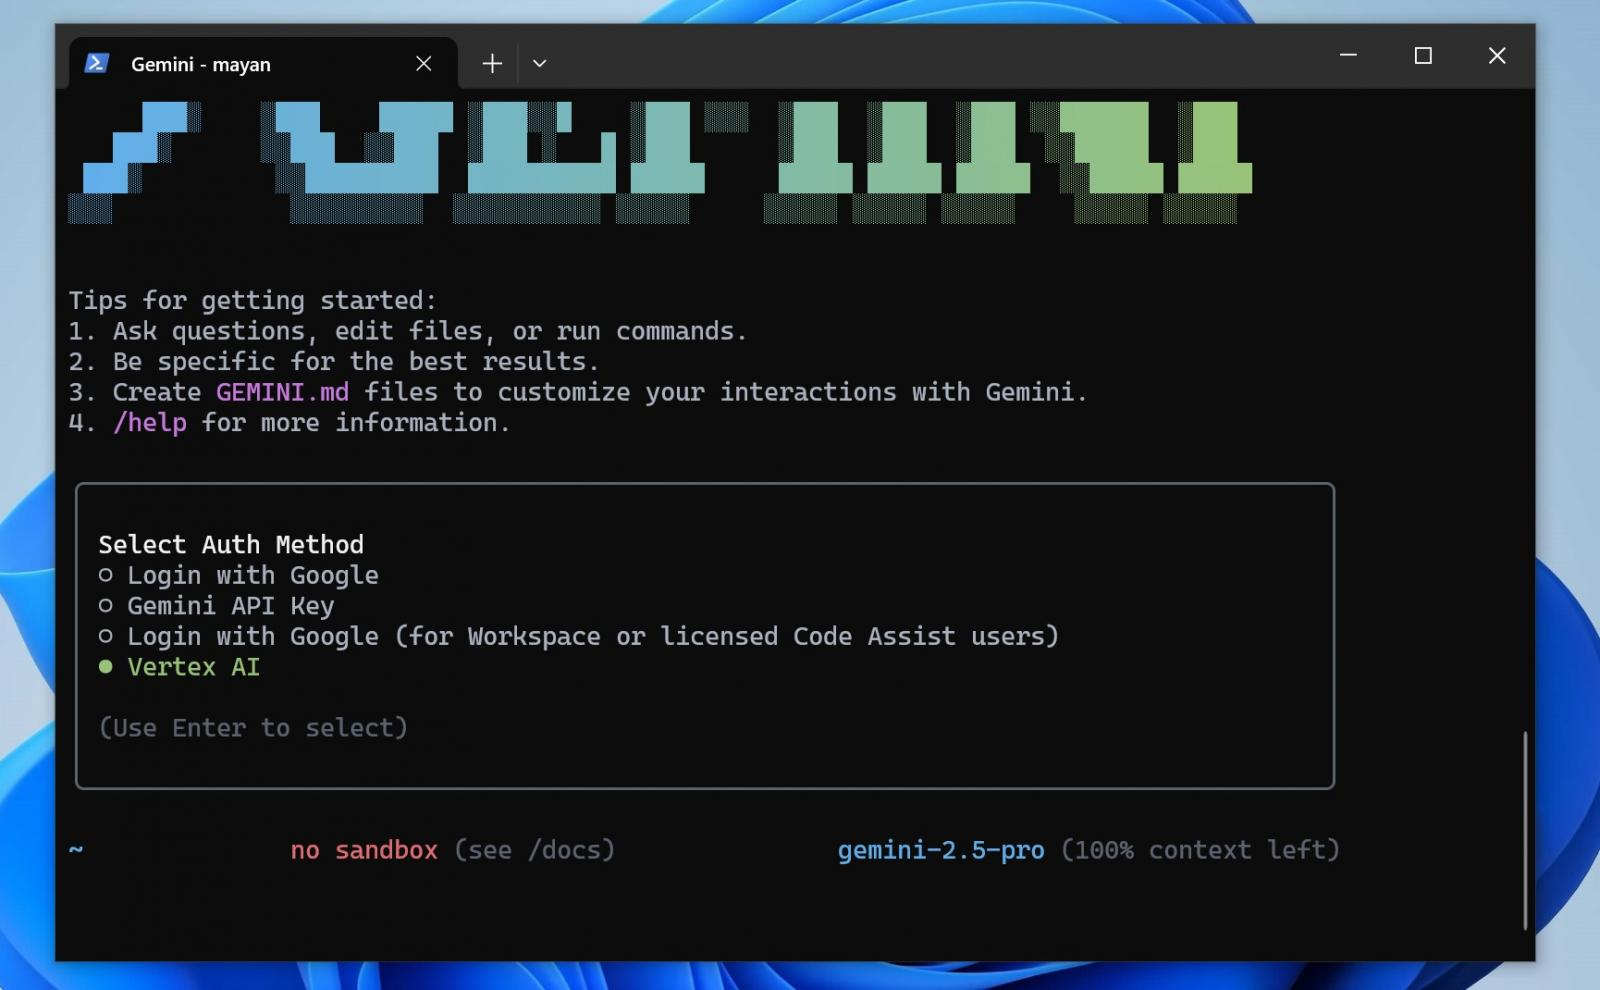 Gemini - mayan
Tips for getting started:
1. Ask questions, edit files, or run commands.
2. Be specific for the best results.
3. Create GEMINI.md files to customize your interactions with Gemini.
4. /help for more information.
Select Auth Method
Login with Google
Gemini API Key
Login with Google (for Workspace or licensed Code Assist users)
Vertex AI
(Use Enter to select)
~ no sandbox (see /docs) gemini-2.5-pro (100% context left)